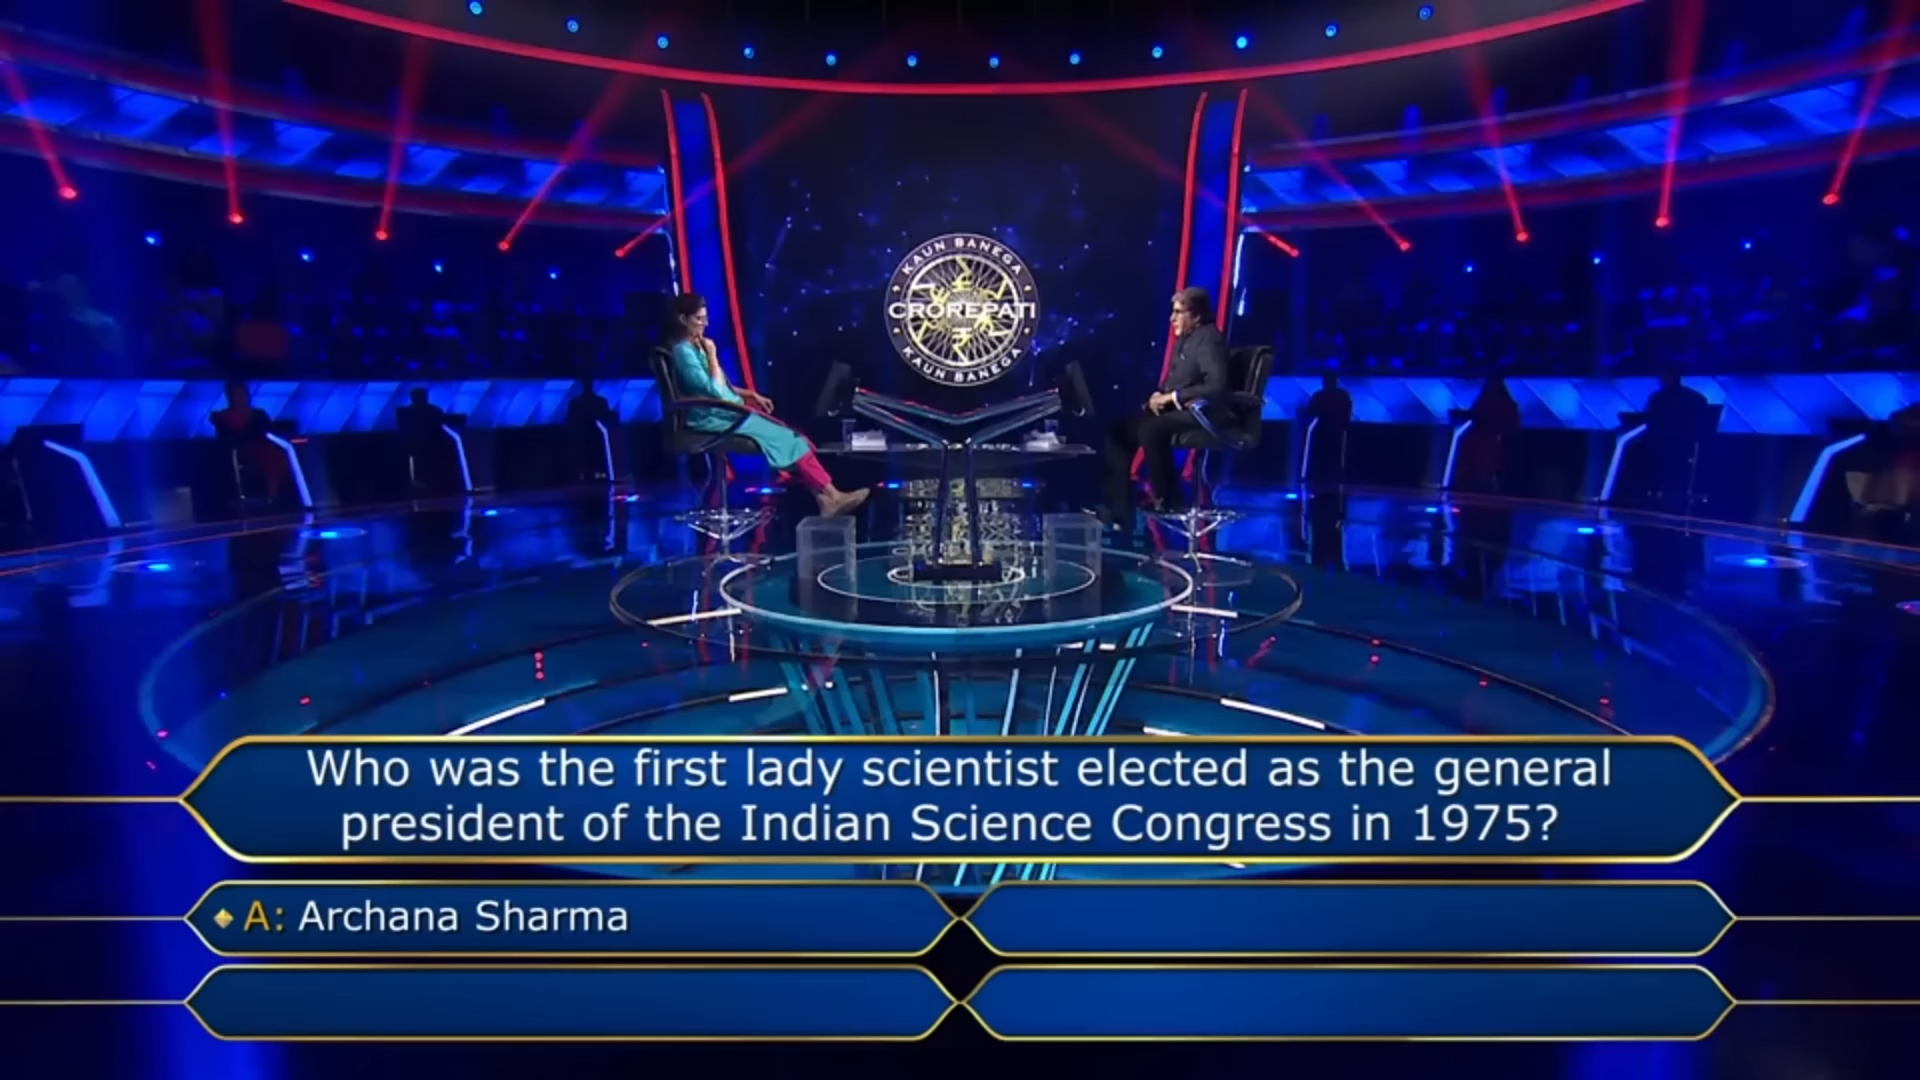 KAUN BANEGA
CROREPATI
KAUN BANEGA
Who was the first lady scientist elected as the general
president of the Indian Science Congress in 1975?
A: Archana Sharma